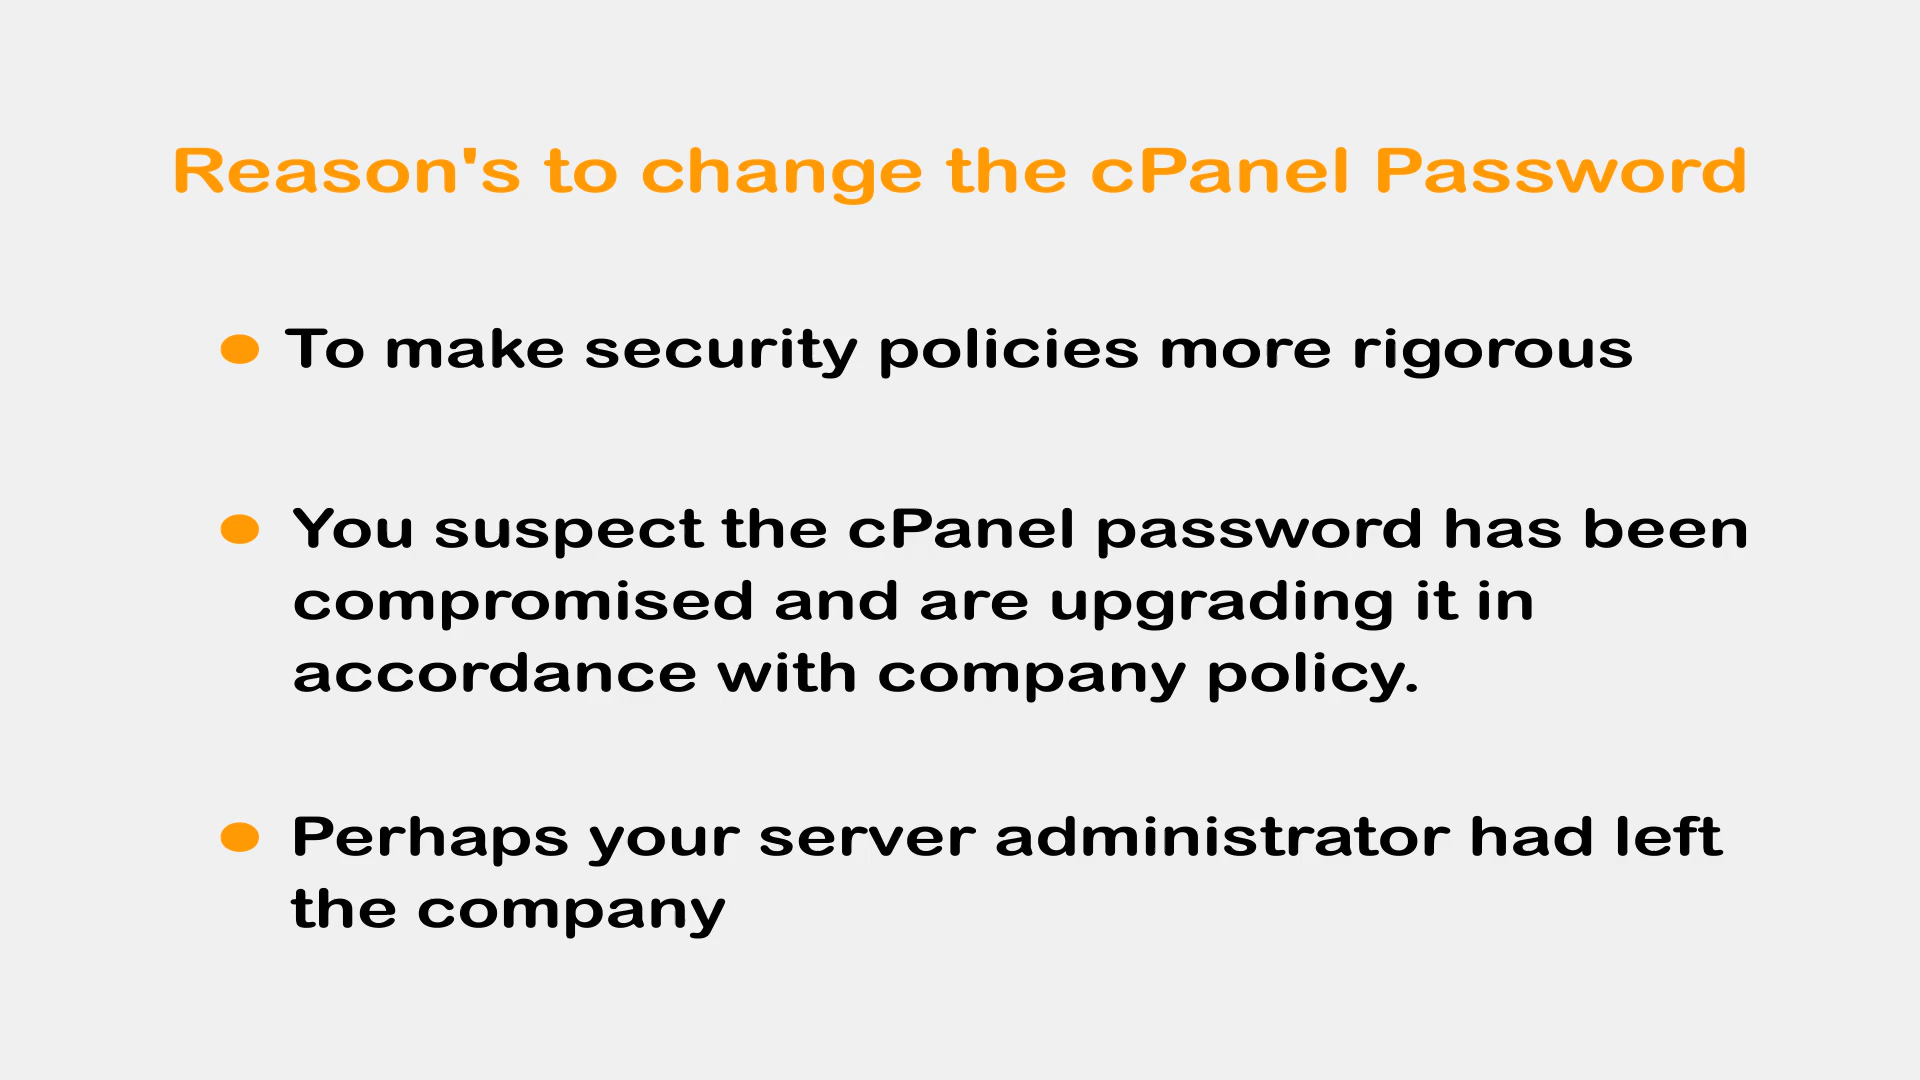 Reason's to change the cPanel Password
To make security policies more rigorous
You suspect the cPanel password has been
compromised and are upgrading it in
accordance with company policy.
Perhaps your server administrator had left
the company